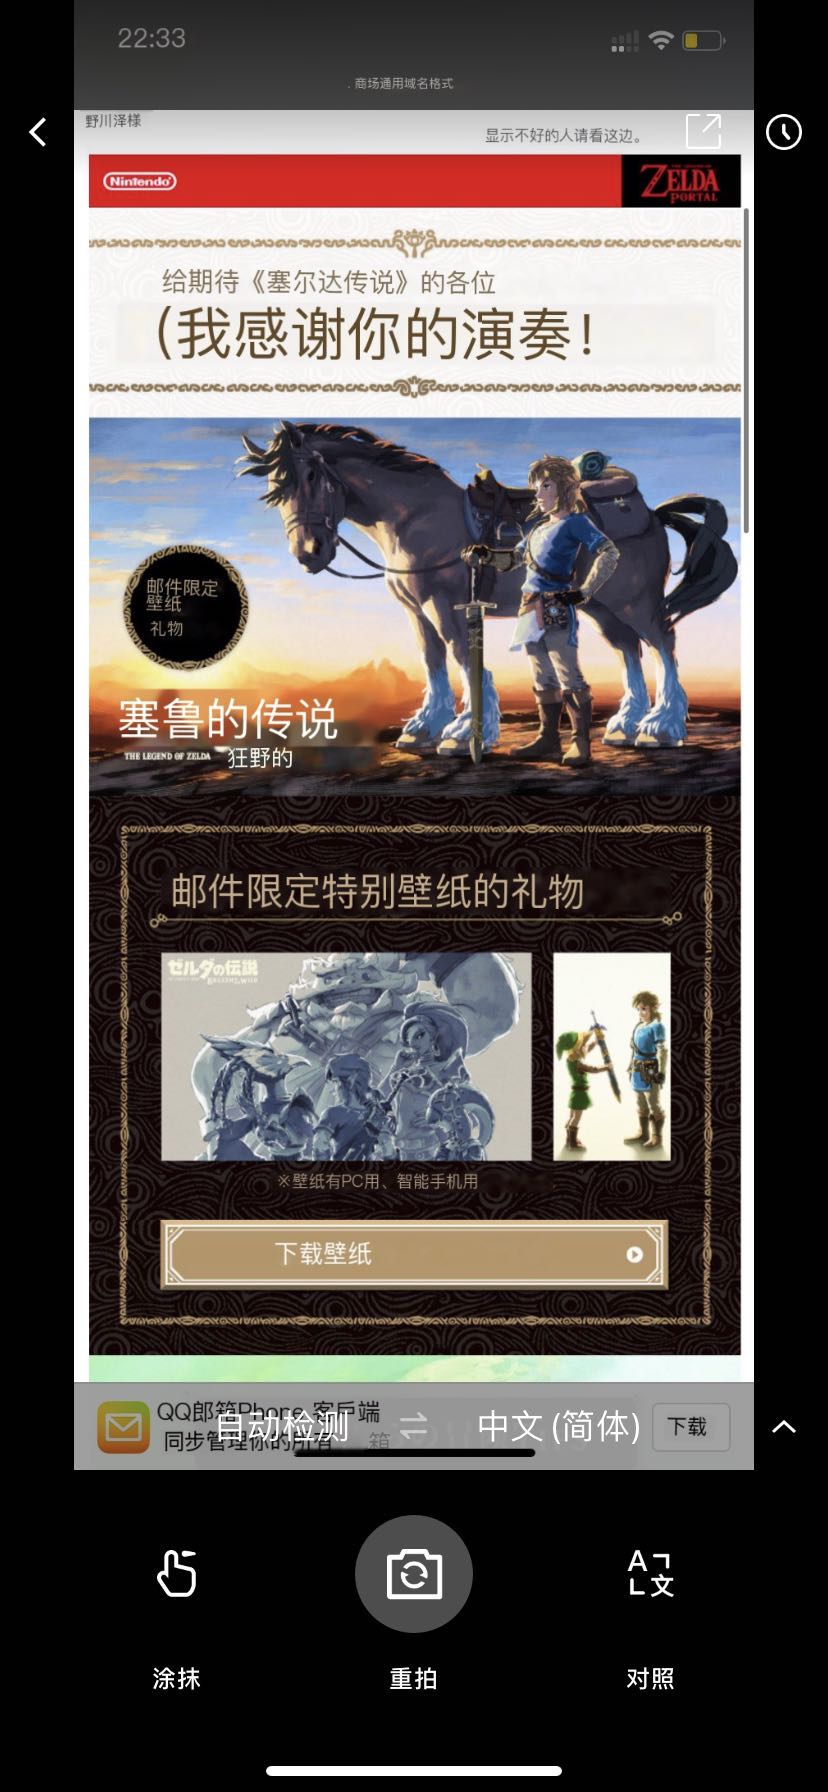 22:33
. 商场通用域名格式
野川泽様
显示不好的人请看这边。
Nintendo
THE LEGEND OF
ZELDA
PORTAL
给期待《塞尔达传说》的各位
(我感谢你的演奏!
邮件限定
壁纸
礼物
塞鲁的传说
THE LEGEND OF ZELDA 狂野的
邮件限定特别壁纸的礼物
ゼルダの伝説
※壁纸有PC用、智能手机用
下载壁纸
QQ邮箱Phone 客戶端
同步管理你的所有 箱
自动检测
中文(简体)
下载
A 文
涂抹
重拍
对照